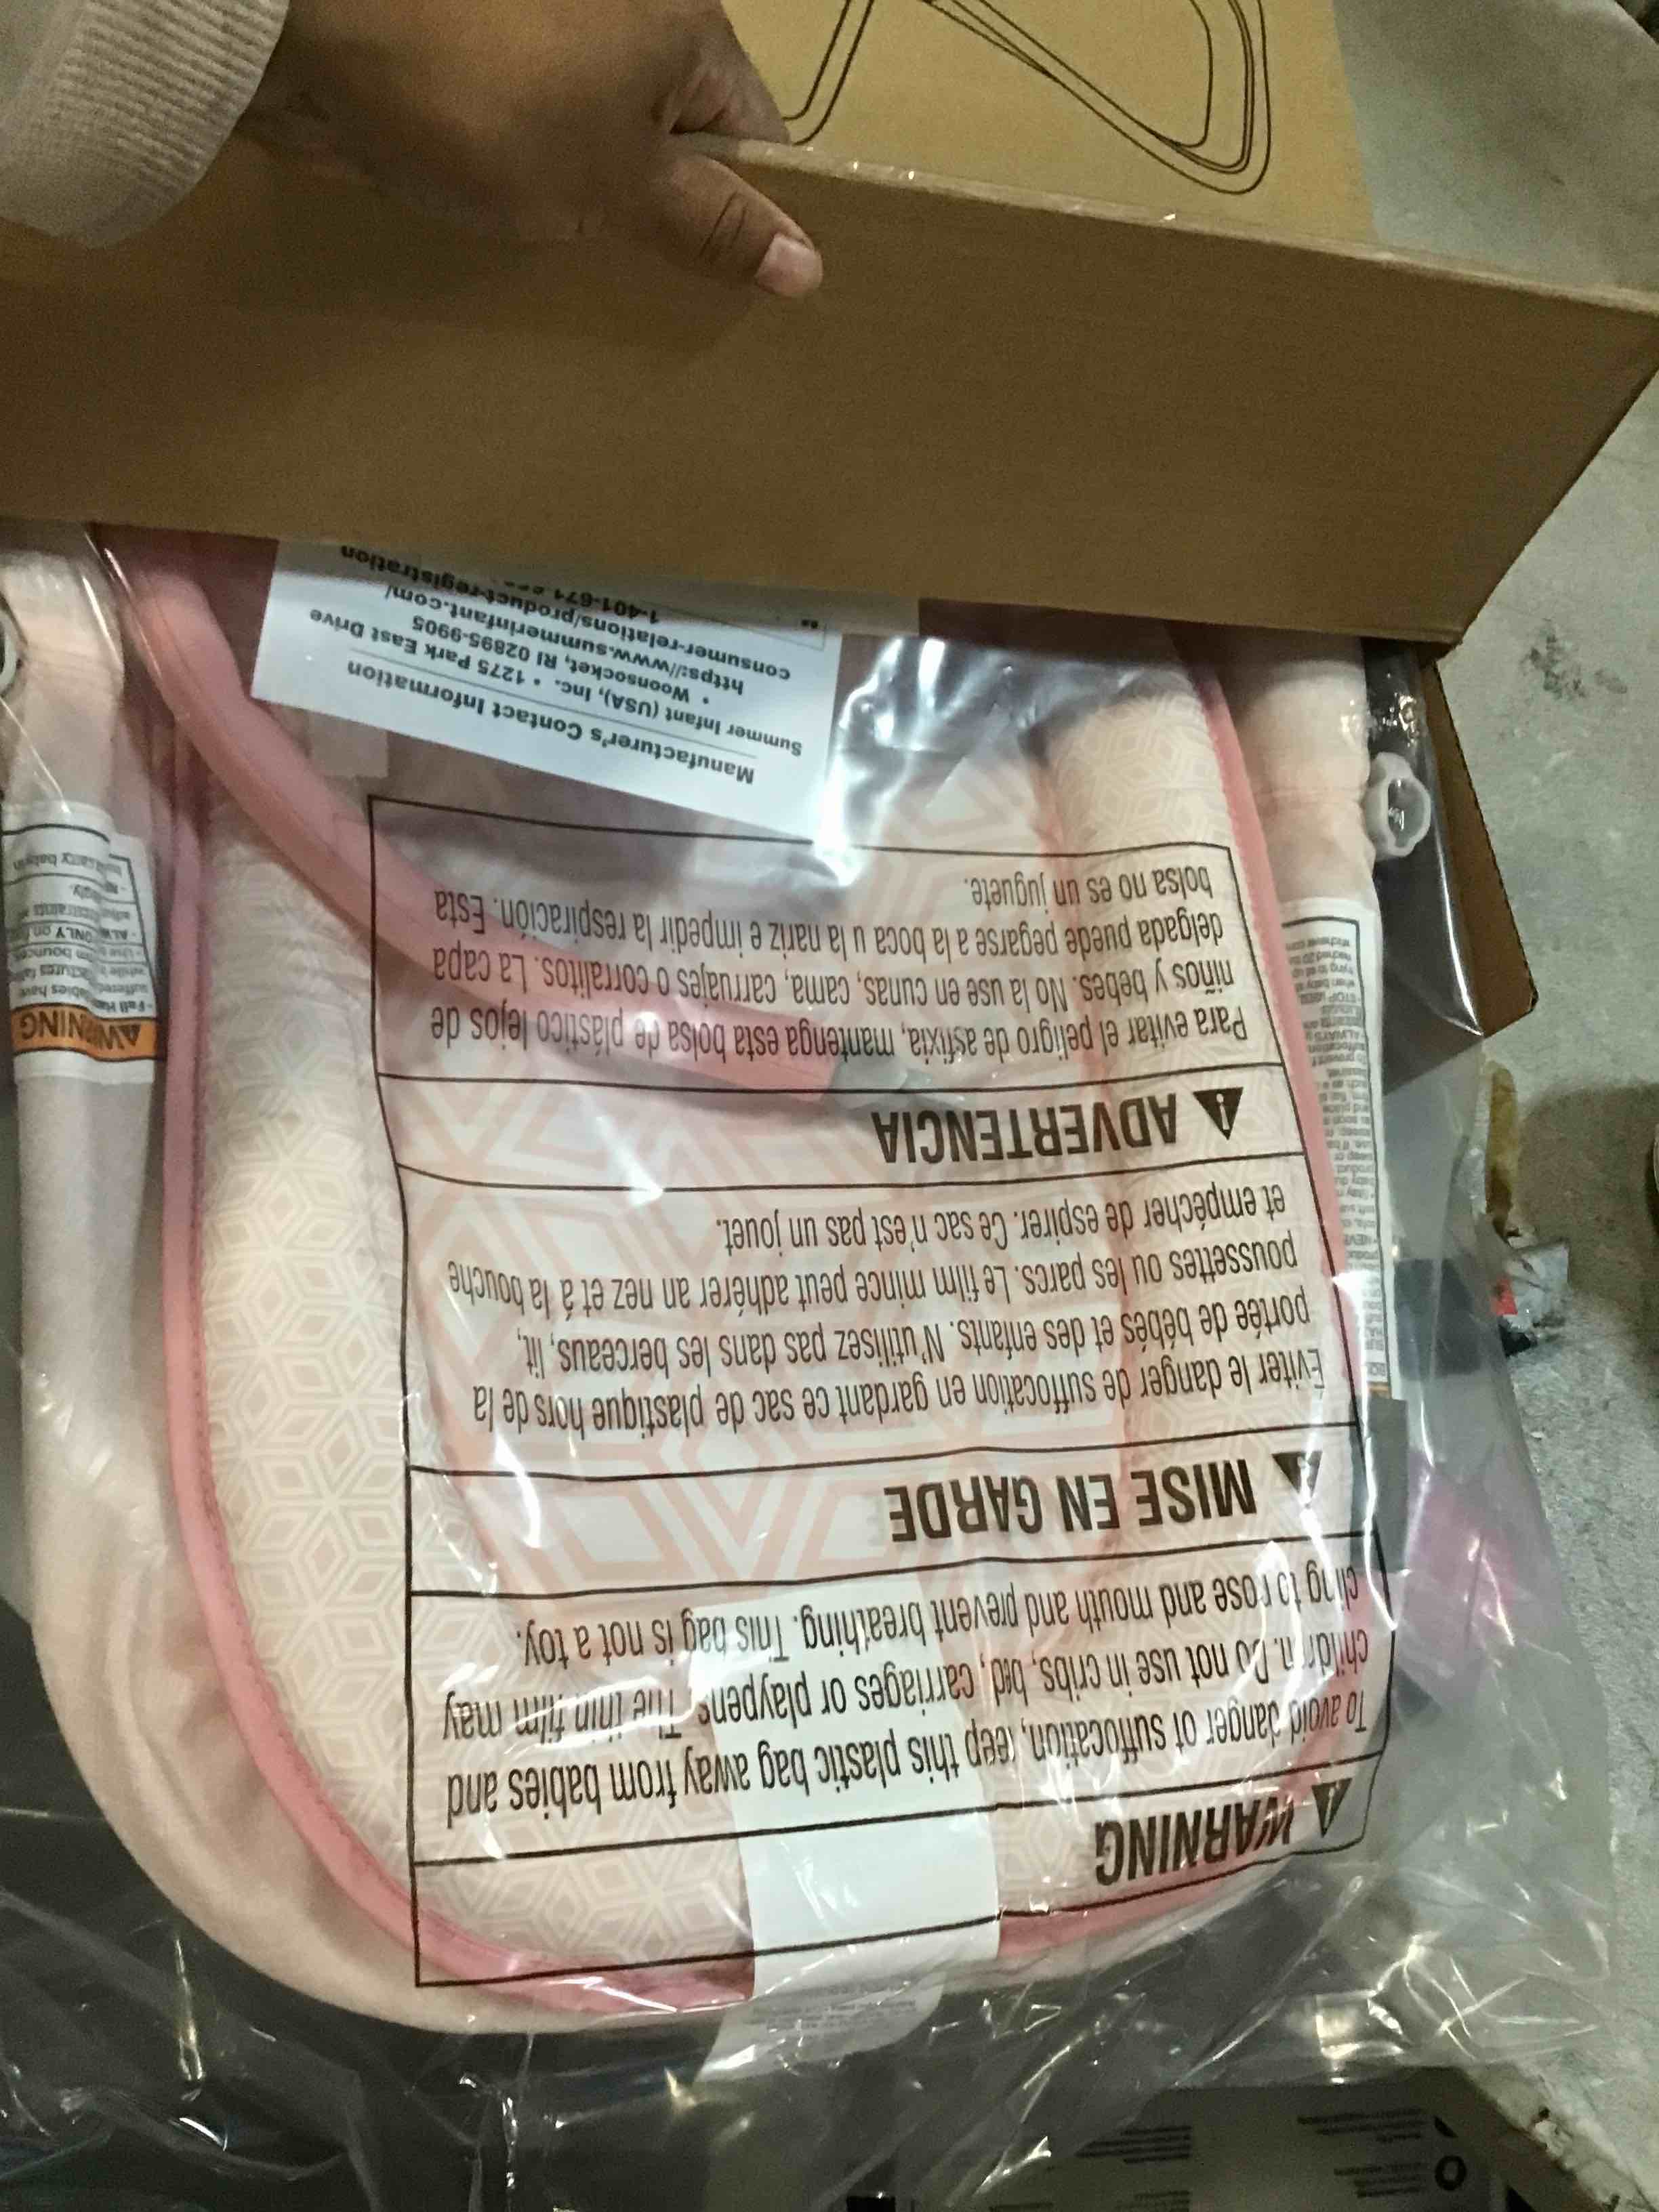 WARNING
To avoid danger of suffocation, keep this plastic bag away from babies and
children. Do not use in cribs, bed, carriages or playpens. The thin film may
cling to nose and mouth and prevent breathing. This bag is not a toy.
MISE EN GARDE
Éviter le danger de suffocation en gardant ce sac de plastique hors de la
portée de bébés et des enfants. N'utilisez pas dans les berceaus, lit,
poussettes ou les parcs. Le film mince peut adhérer an nez et á la bouche
et empécher de espirer. Ce sac n'est pas un jouet.
ADVERTENCIA
Para evitar el peligro de asfixia, mantenga esta bolsa de plástico lejos de
niños y bebes. No la use en cunas, cama, carruajes o corralitos. La capa
delgada puede pegarse a la boca u la nariz e impedir la respiración. Esta
bolsa no es un juguete.
Manufacturer's Contact Information
Summer Infant (USA), Inc. • 1275 Park East Drive
• Woonsocket, RI 02895-9905
https://www.summerinfant.com/
consumer-relations/product-registration
1-401-671
WARNING